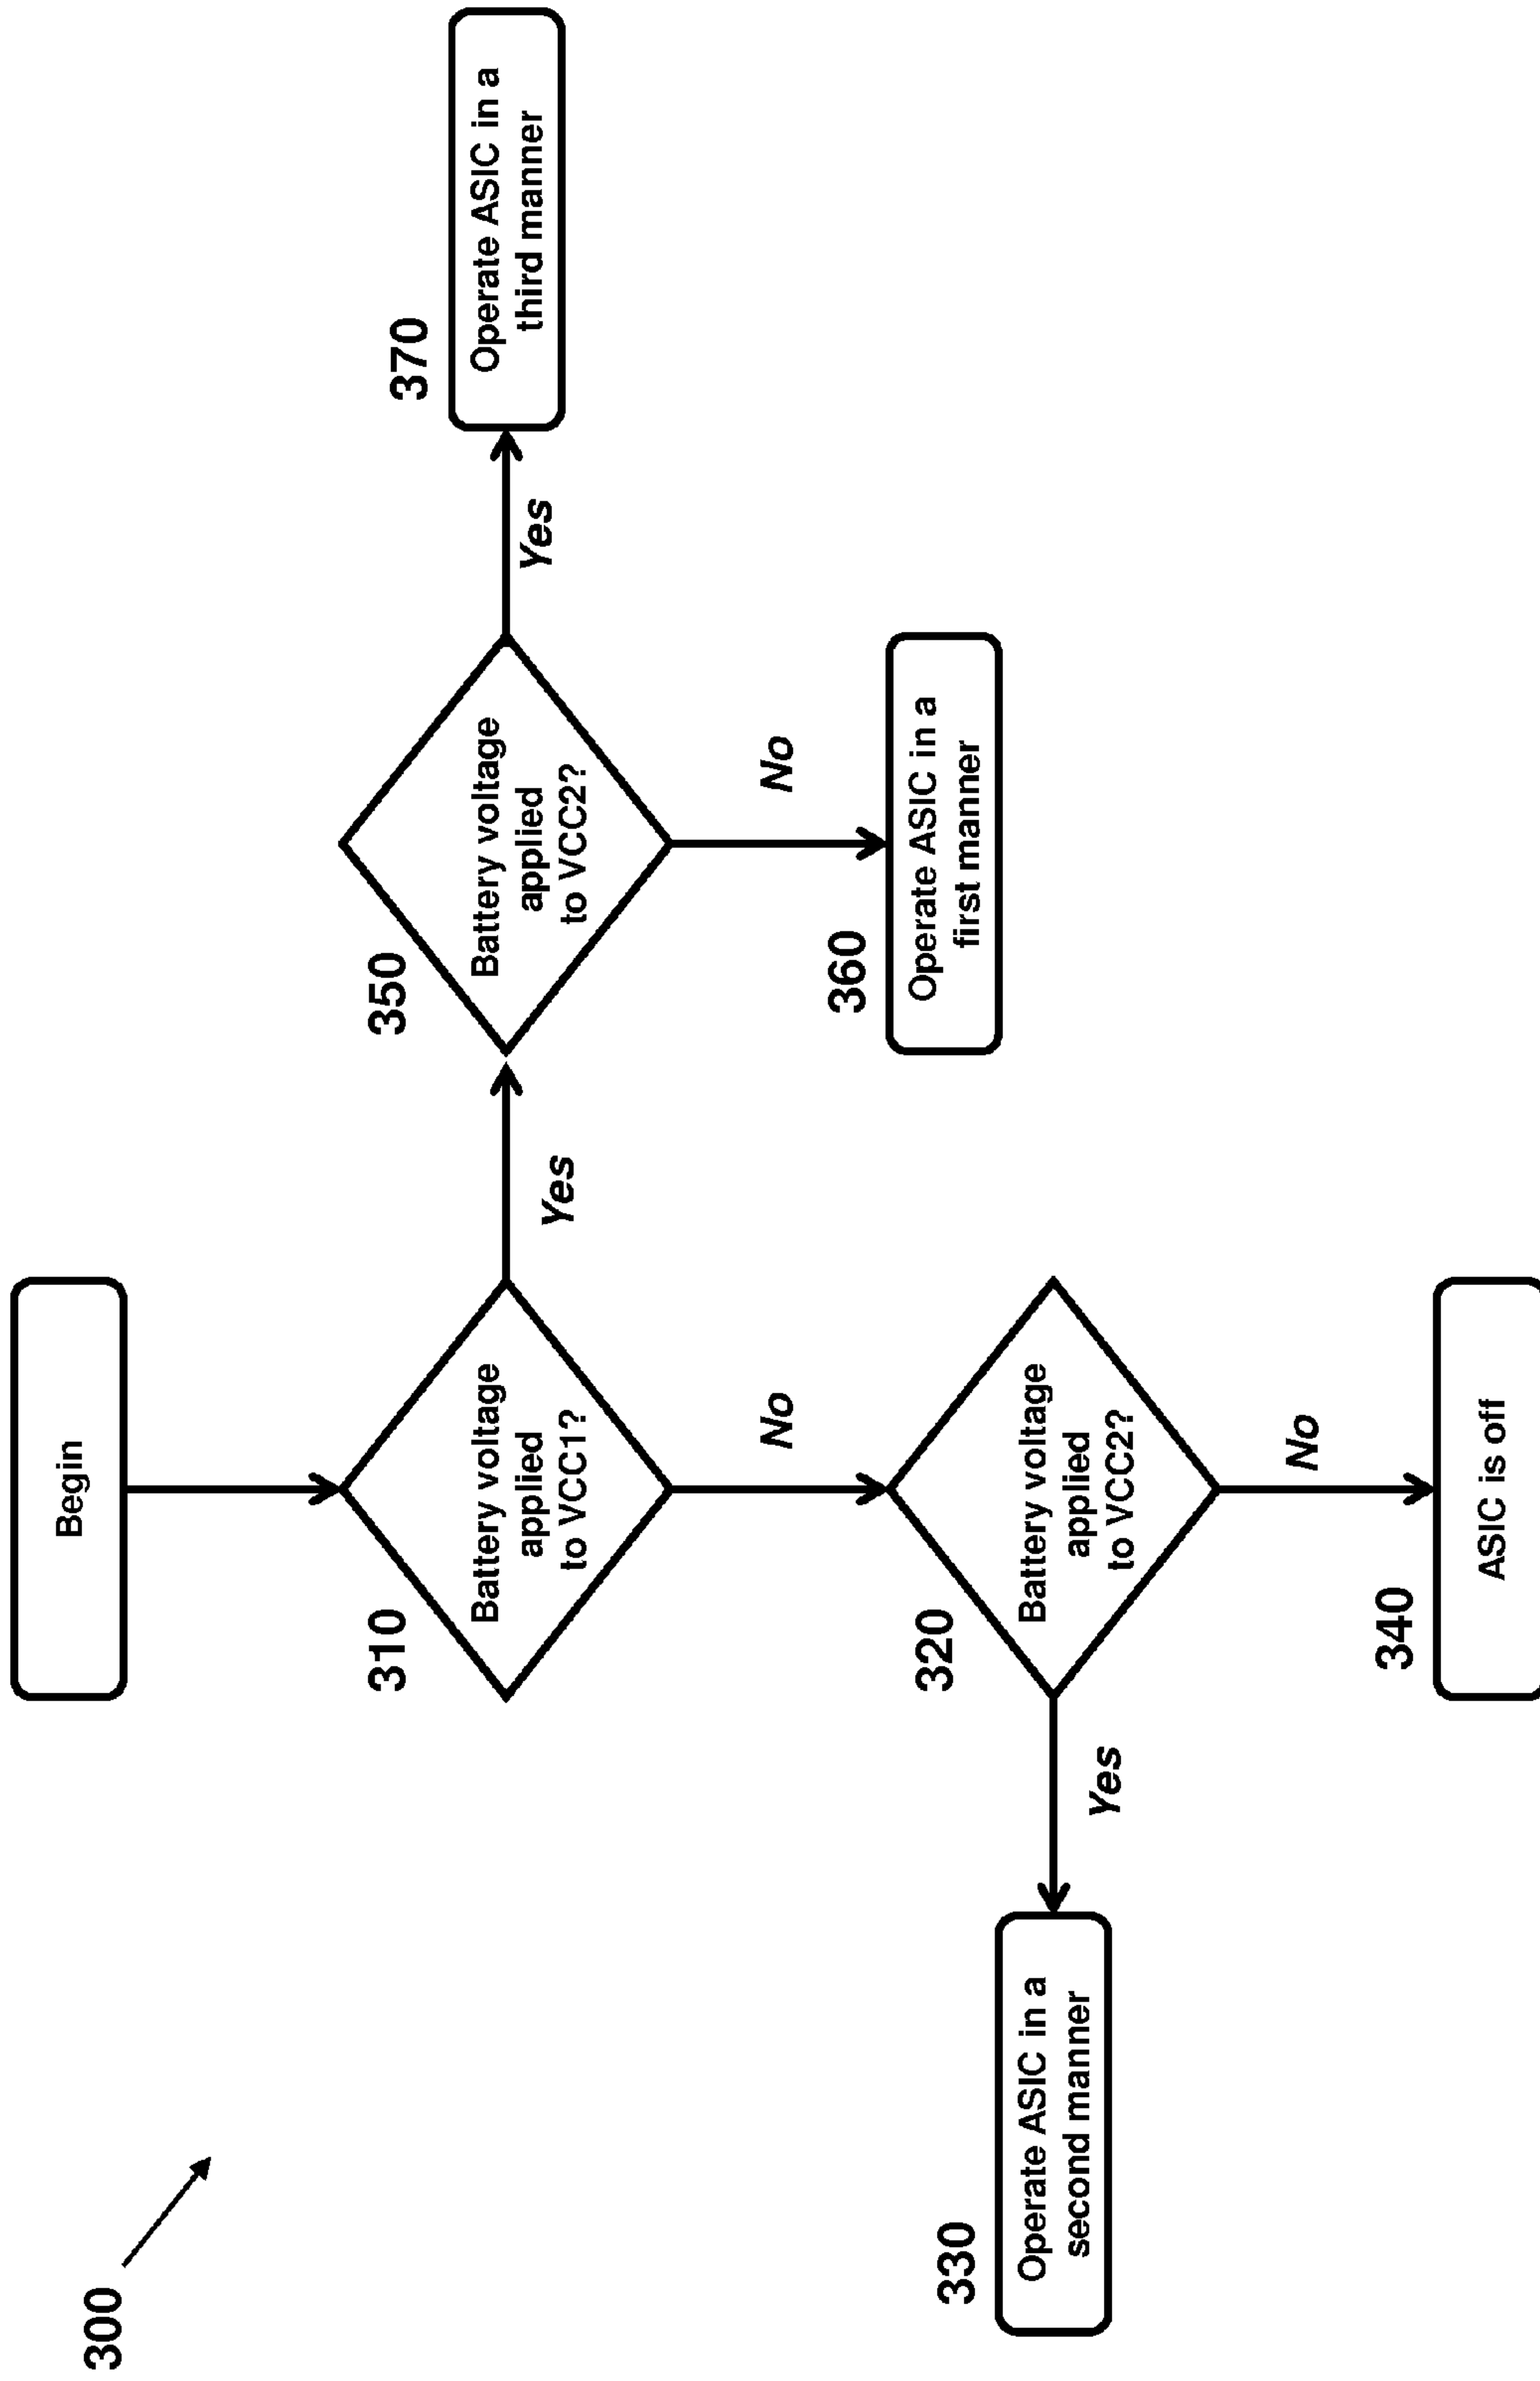 300
Begin
310
Battery voltage
applied
to VCC1?
Yes
350
Battery voltage
applied
to VCC2?
Yes
370
Operate ASIC in a
third manner
No
No
360
Operate ASIC in a
first manner
320
Battery voltage
applied
to VCC2?
Yes
330
Operate ASIC in a
second manner
No
340
ASIC is off